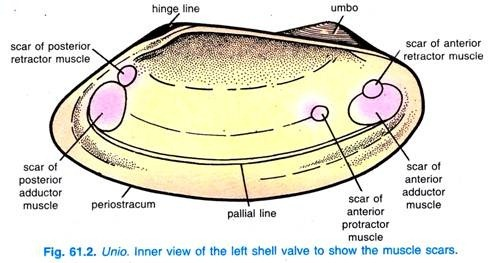 hinge line
umbo
scar of posterior
retractor muscle
scar of anterior
retractor muscle
scar of
posterior
adductor
muscle
periostracum
pallial line
scar of
anterior
protractor
muscle
scar of
anterior
adductor
muscle
Fig. 61.2. Unio. Inner view of the left shell valve to show the muscle scars.